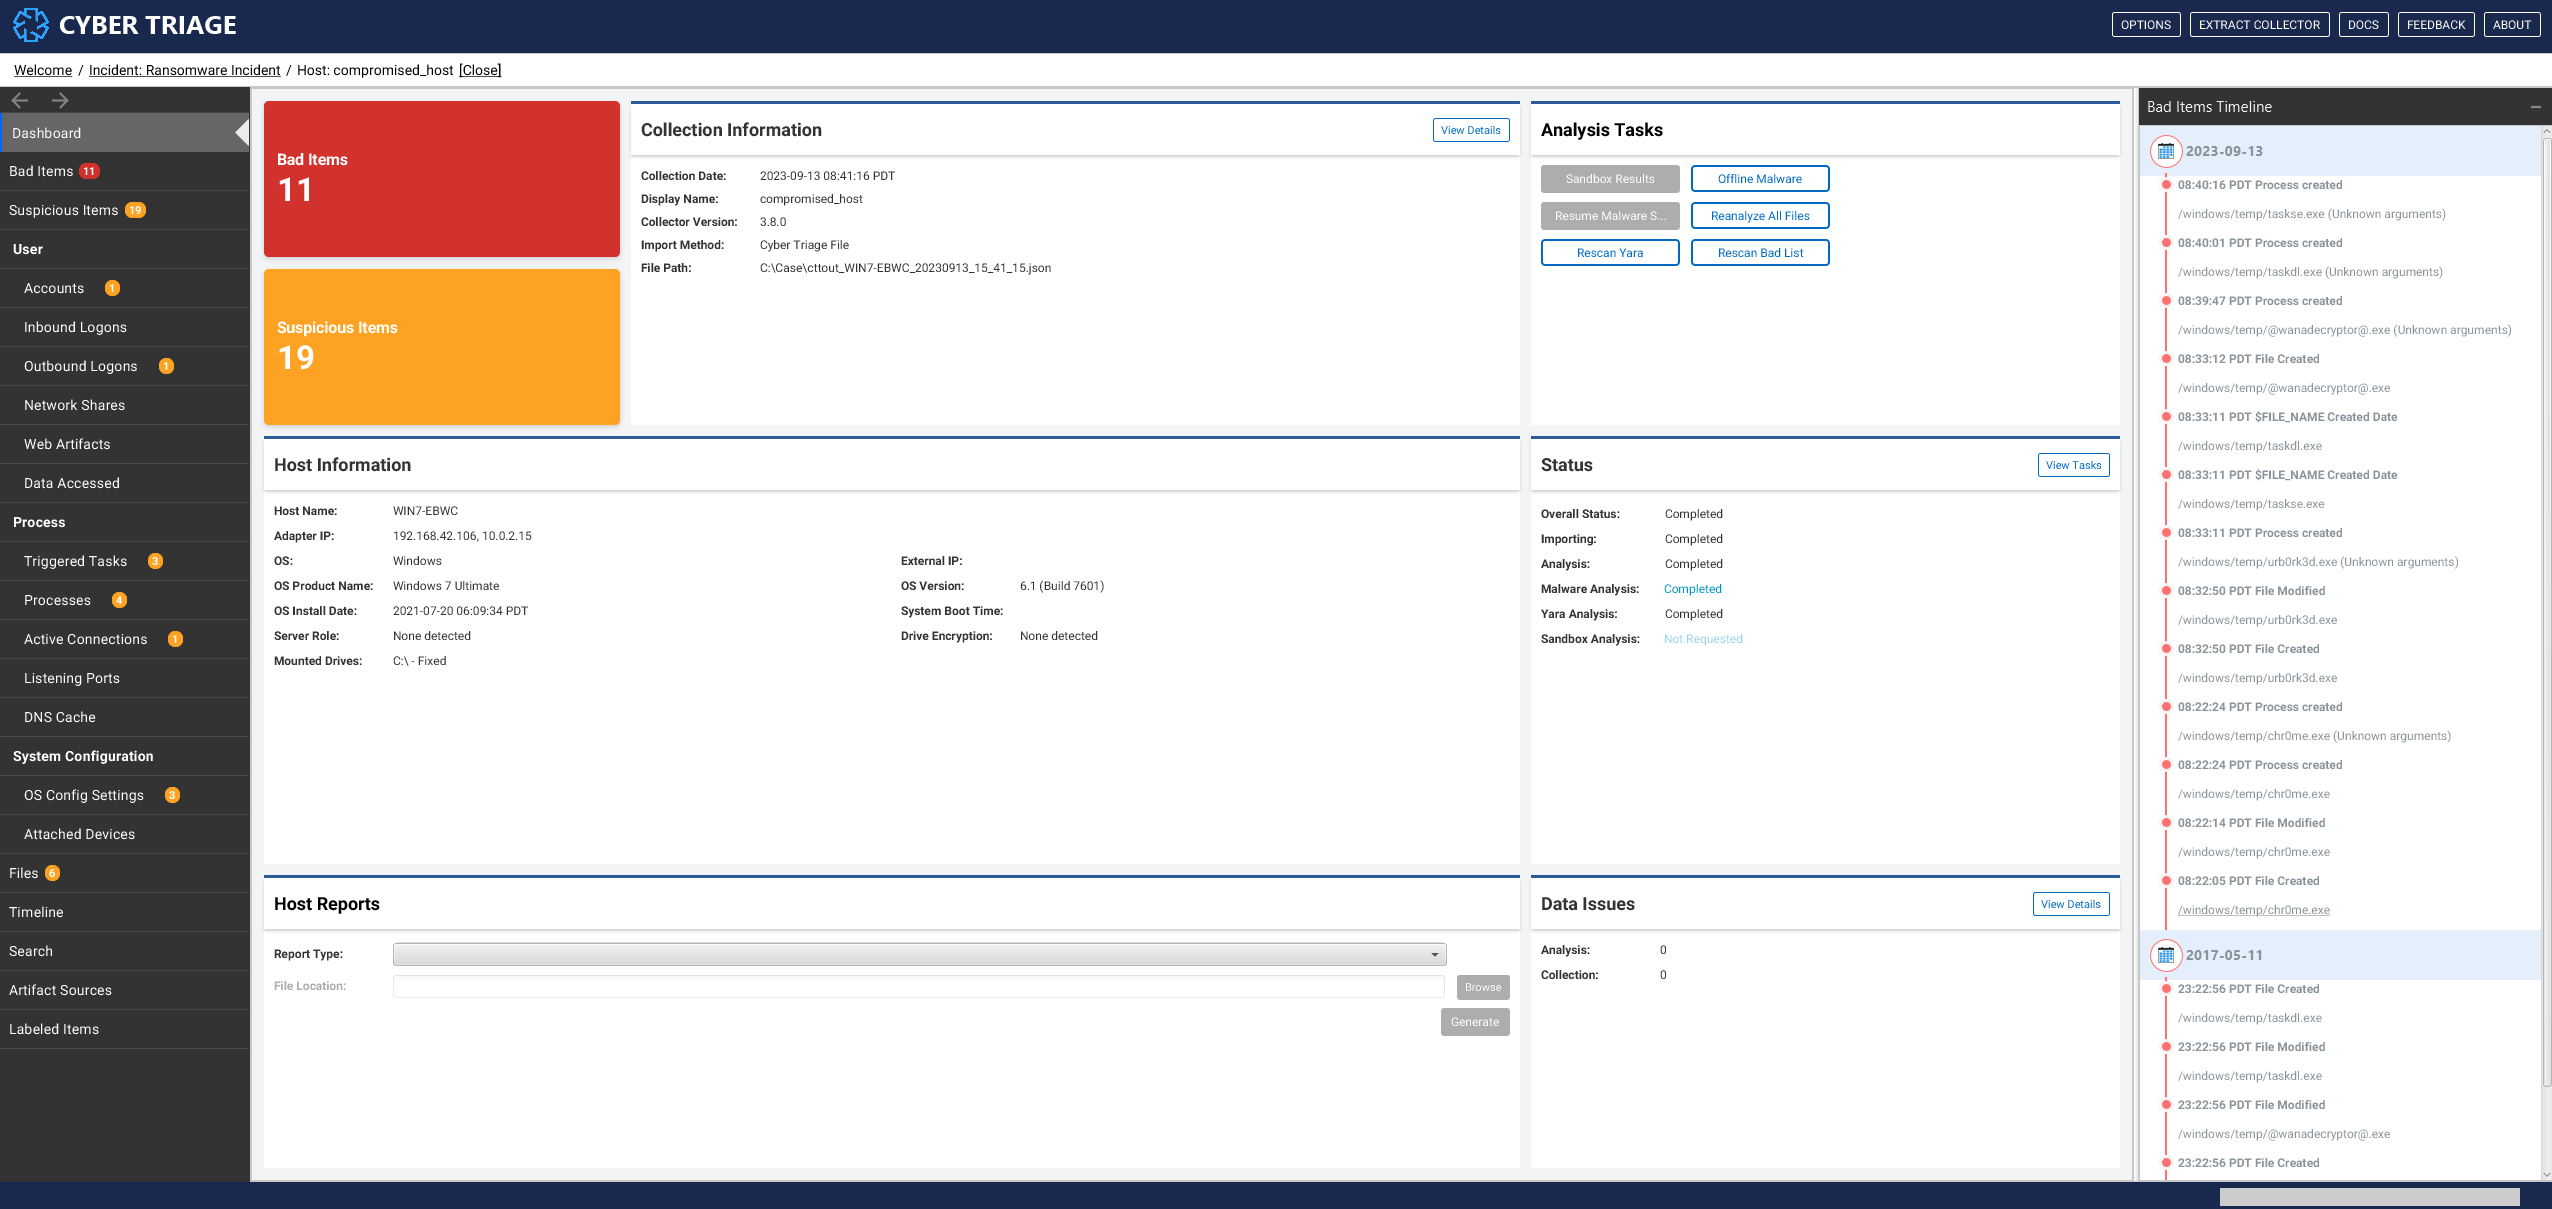 CYBER TRIAGE
OPTIONS
EXTRACT COLLECTOR
DOCS
FEEDBACK
ABOUT
Welcome / Incident: Ransomware Incident / Host: compromised_host [Close]
Dashboard
Bad Items 11
Suspicious Items 19
User
Accounts 1
Inbound Logons
Outbound Logons 1
Network Shares
Web Artifacts
Data Accessed
Process
Triggered Tasks 3
Processes 4
Active Connections 1
Listening Ports
DNS Cache
System Configuration
OS Config Settings 3
Attached Devices
Files 6
Timeline
Search
Artifact Sources
Labeled Items
Bad Items
11
Suspicious Items
19
Collection Information
View Details
Collection Date: 2023-09-13 08:41:16 PDT
Display Name: compromised_host
Collector Version: 3.8.0
Import Method: Cyber Triage File
File Path: C:\Case\cttout_WIN7-EBWC_20230913_15_41_15.json
Analysis Tasks
Sandbox Results
Offline Malware
Resume Malware S...
Reanalyze All Files
Rescan Yara
Rescan Bad List
Host Information
Host Name: WIN7-EBWC
Adapter IP: 192.168.42.106, 10.0.2.15
OS: Windows
External IP:
OS Product Name: Windows 7 Ultimate
OS Version: 6.1 (Build 7601)
OS Install Date: 2021-07-20 06:09:34 PDT
System Boot Time:
Server Role: None detected
Drive Encryption: None detected
Mounted Drives: C:\ - Fixed
Status
View Tasks
Overall Status: Completed
Importing: Completed
Analysis: Completed
Malware Analysis: Completed
Yara Analysis: Completed
Sandbox Analysis: Not Requested
Host Reports
Report Type:
File Location:
Browse
Generate
Data Issues
View Details
Analysis: 0
Collection: 0
Bad Items Timeline
2023-09-13
08:40:16 PDT Process created
/windows/temp/taskse.exe (Unknown arguments)
08:40:01 PDT Process created
/windows/temp/taskdl.exe (Unknown arguments)
08:39:47 PDT Process created
/windows/temp/@wanadecryptor@.exe (Unknown arguments)
08:33:12 PDT File Created
/windows/temp/@wanadecryptor@.exe
08:33:11 PDT $FILE_NAME Created Date
/windows/temp/taskdl.exe
08:33:11 PDT $FILE_NAME Created Date
/windows/temp/taskse.exe
08:33:11 PDT Process created
/windows/temp/urb0rk3d.exe (Unknown arguments)
08:32:50 PDT File Modified
/windows/temp/urb0rk3d.exe
08:32:50 PDT File Created
/windows/temp/urb0rk3d.exe
08:22:24 PDT Process created
/windows/temp/chr0me.exe (Unknown arguments)
08:22:24 PDT Process created
/windows/temp/chr0me.exe
08:22:14 PDT File Modified
/windows/temp/chr0me.exe
08:22:05 PDT File Created
/windows/temp/chr0me.exe
2017-05-11
23:22:56 PDT File Created
/windows/temp/taskdl.exe
23:22:56 PDT File Modified
/windows/temp/taskdl.exe
23:22:56 PDT File Modified
/windows/temp/@wanadecryptor@.exe
23:22:56 PDT File Created